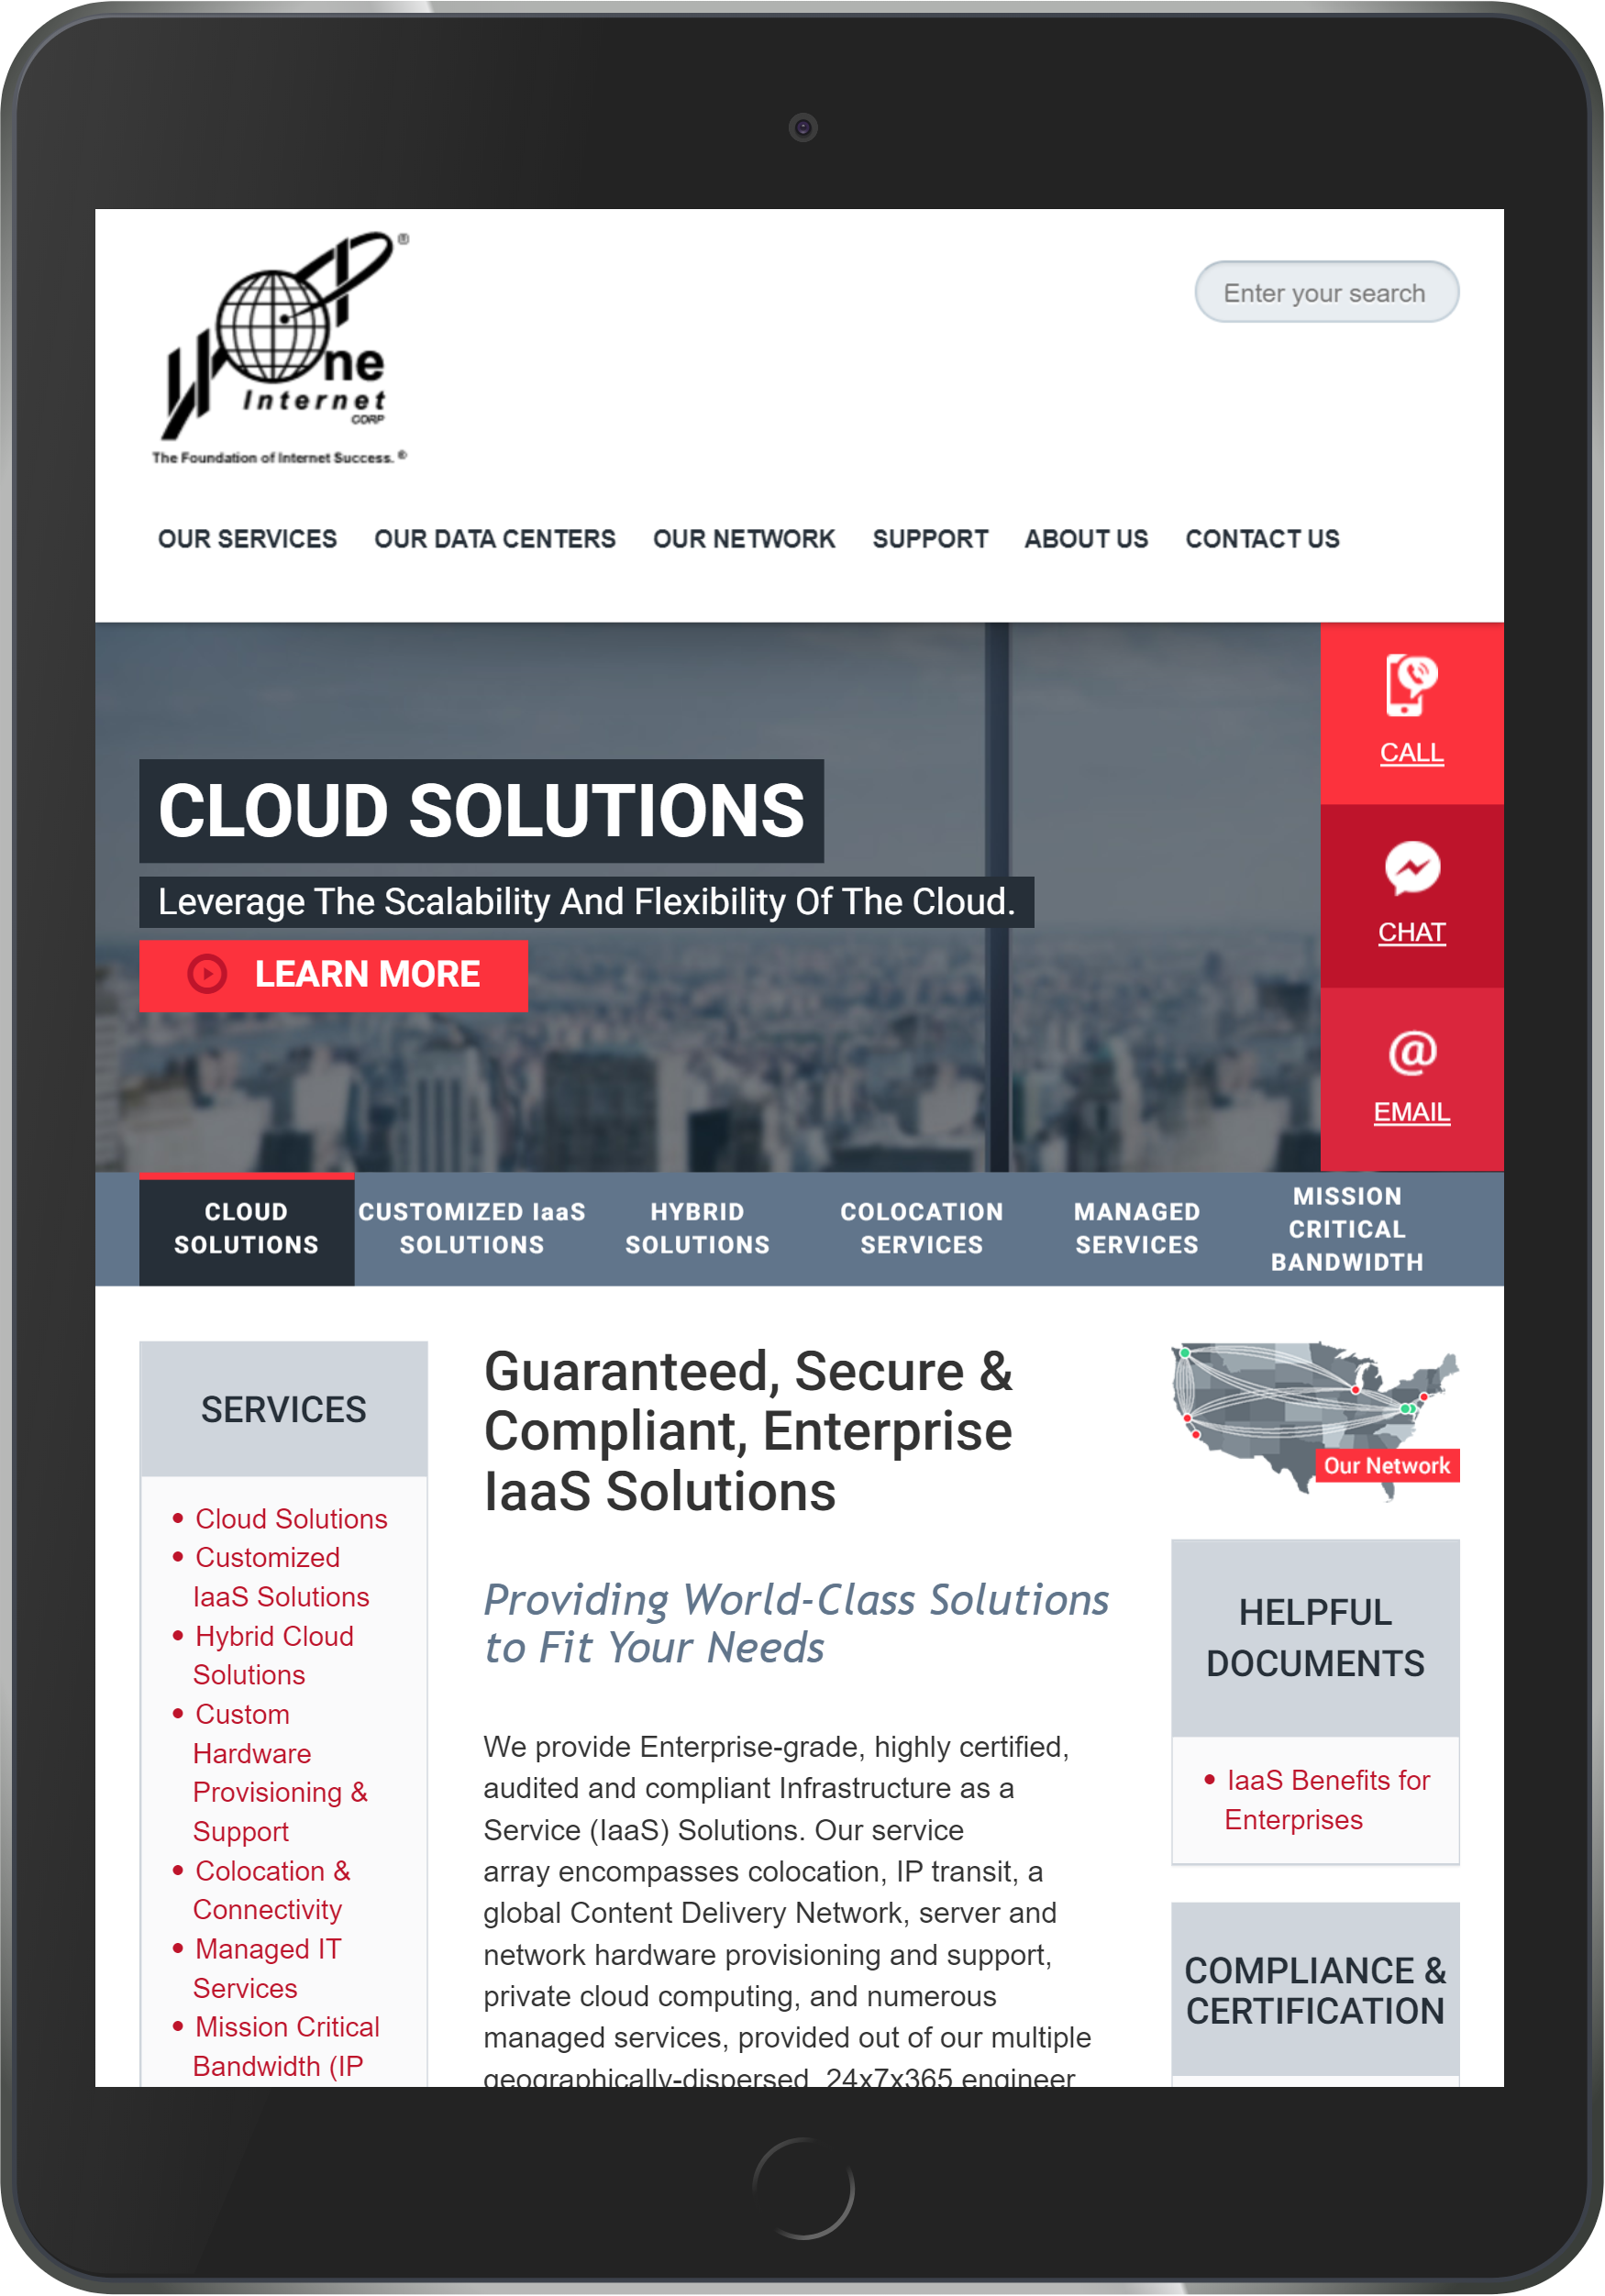 ®
ne
Internet
CORP
The Foundation of Internet Success. ®
Enter your search
OUR SERVICES OUR DATA CENTERS OUR NETWORK SUPPORT ABOUT US CONTACT US
CLOUD SOLUTIONS
Leverage The Scalability And Flexibility Of The Cloud.
LEARN MORE
CALL
CHAT
@
EMAIL
CLOUD
SOLUTIONS
CUSTOMIZED IaaS
SOLUTIONS
HYBRID
SOLUTIONS
COLOCATION
SERVICES
MANAGED
SERVICES
MISSION
CRITICAL
BANDWIDTH
SERVICES
• Cloud Solutions
• Customized
IaaS Solutions
• Hybrid Cloud
Solutions
• Custom
Hardware
Provisioning &
Support
• Colocation &
Connectivity
• Managed IT
Services
• Mission Critical
Bandwidth (IP
Guaranteed, Secure &
Compliant, Enterprise
IaaS Solutions
Providing World-Class Solutions
to Fit Your Needs
We provide Enterprise-grade, highly certified,
audited and compliant Infrastructure as a
Service (IaaS) Solutions. Our service
array encompasses colocation, IP transit, a
global Content Delivery Network, server and
network hardware provisioning and support,
private cloud computing, and numerous
managed services, provided out of our multiple
geographically-dispersed, 24x7x365 engineer
Our Network
HELPFUL
DOCUMENTS
• IaaS Benefits for
Enterprises
COMPLIANCE &
CERTIFICATION